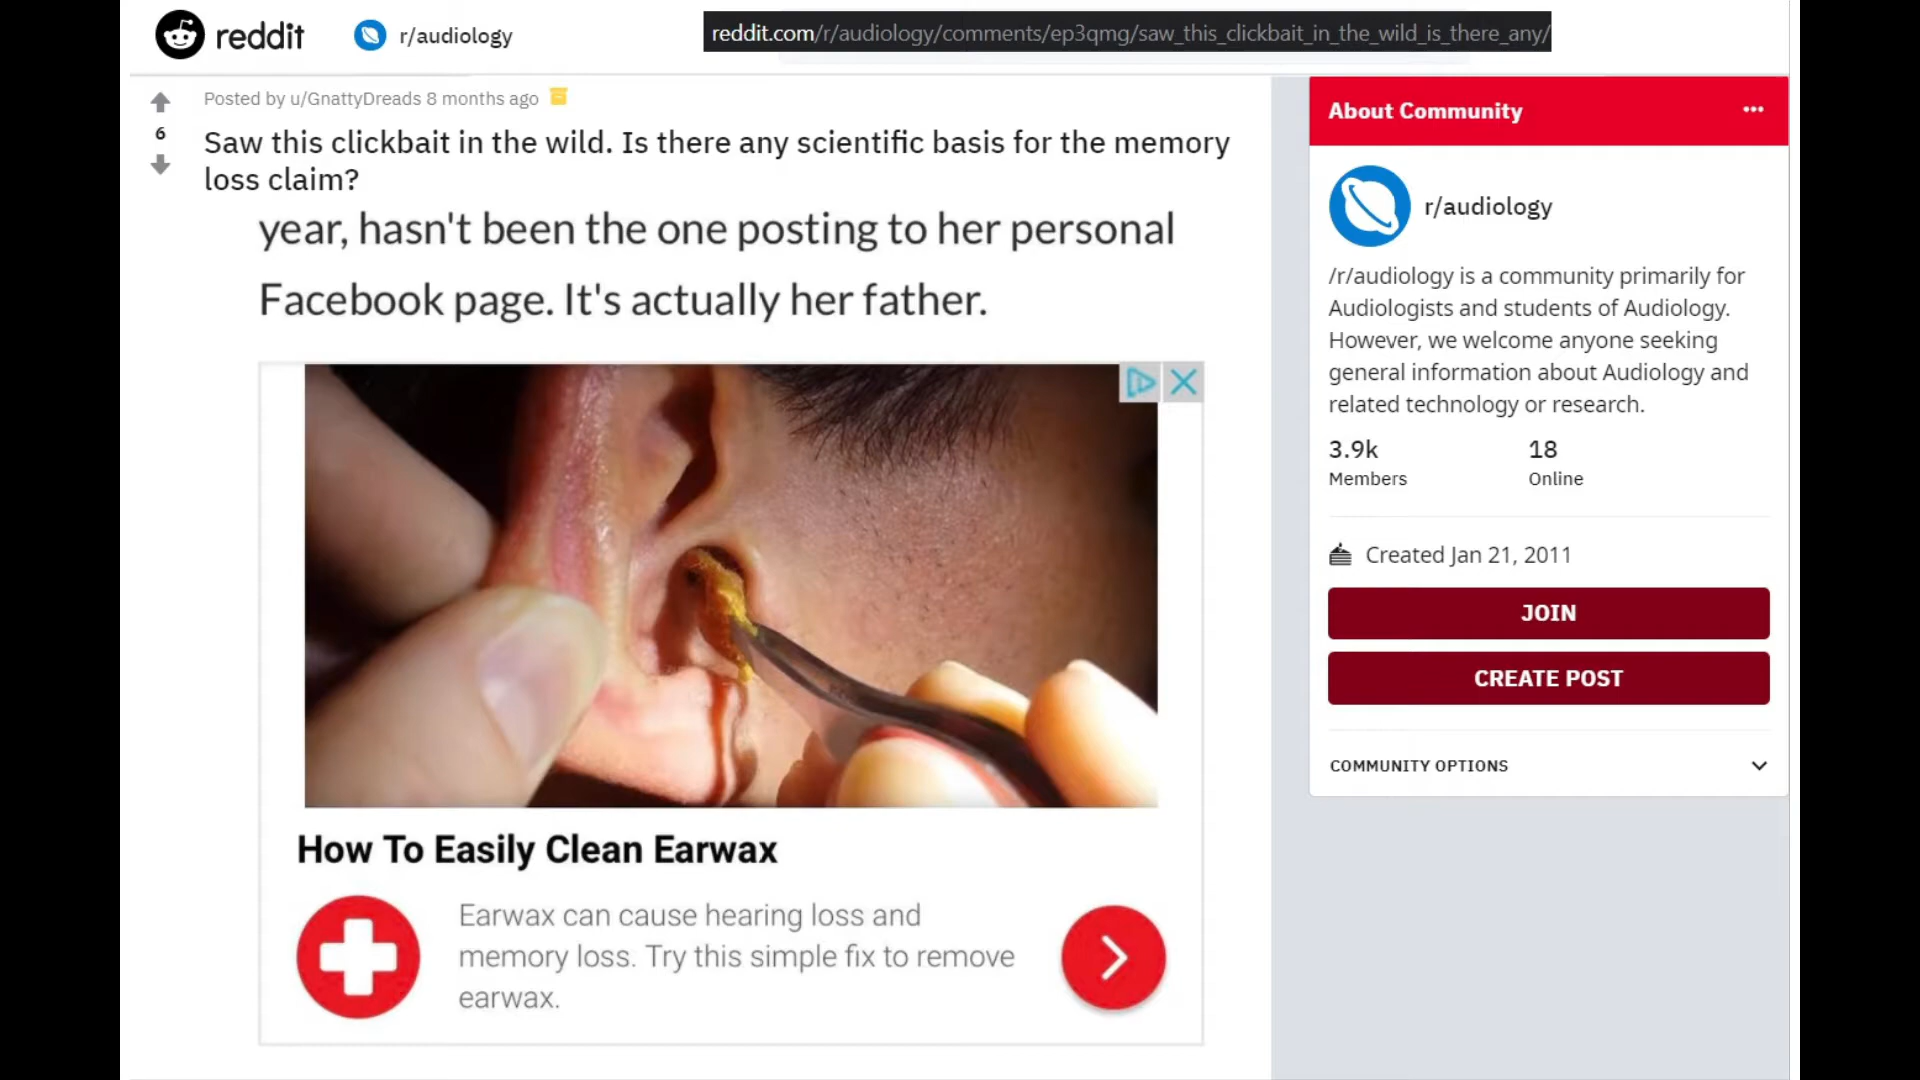 reddit
r/audiology
reddit.com/r/audiology/comments/ep3qmg/saw_this_clickbait_in_the_wild_is_there_any/
6
Posted by u/GnattyDreads 8 months ago
Saw this clickbait in the wild. Is there any scientific basis for the memory
loss claim?
year, hasn't been the one posting to her personal
Facebook page. It's actually her father.
How To Easily Clean Earwax
Earwax can cause hearing loss and
memory loss. Try this simple fix to remove
earwax.
About Community
r/audiology
/r/audiology is a community primarily for
Audiologists and students of Audiology.
However, we welcome anyone seeking
general information about Audiology and
related technology or research.
3.9k 18
Members Online
Created Jan 21, 2011
JOIN
CREATE POST
COMMUNITY OPTIONS